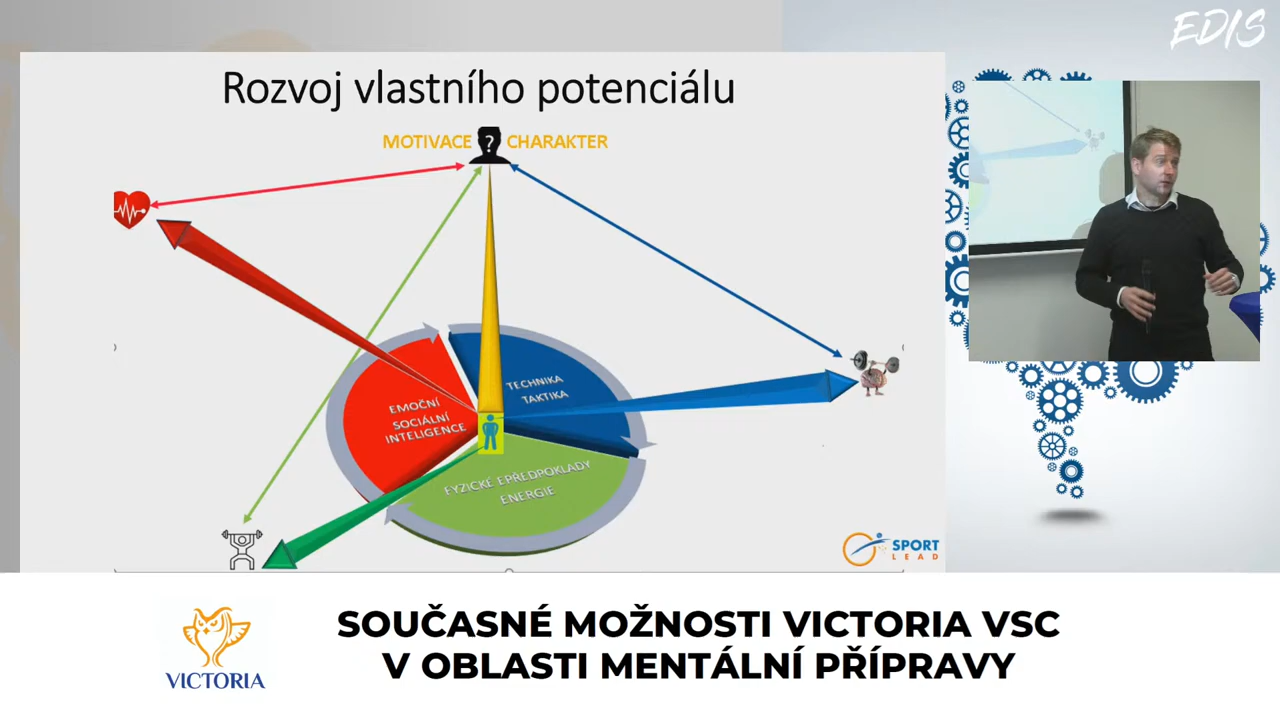 EDIS
Rozvoj vlastního potenciálu
MOTIVACE ? CHARAKTER
TECHNIKA
TAKTIKA
EMOČNÍ
SOCIÁLNÍ
INTELIGENCE
FYZICKÉ EPŘEDPOKLADY
ENERGIE
SPORT
LEAD
VICTORIA
SOUČASNÉ MOŽNOSTI VICTORIA VSC
V OBLASTI MENTÁLNÍ PŘÍPRAVY